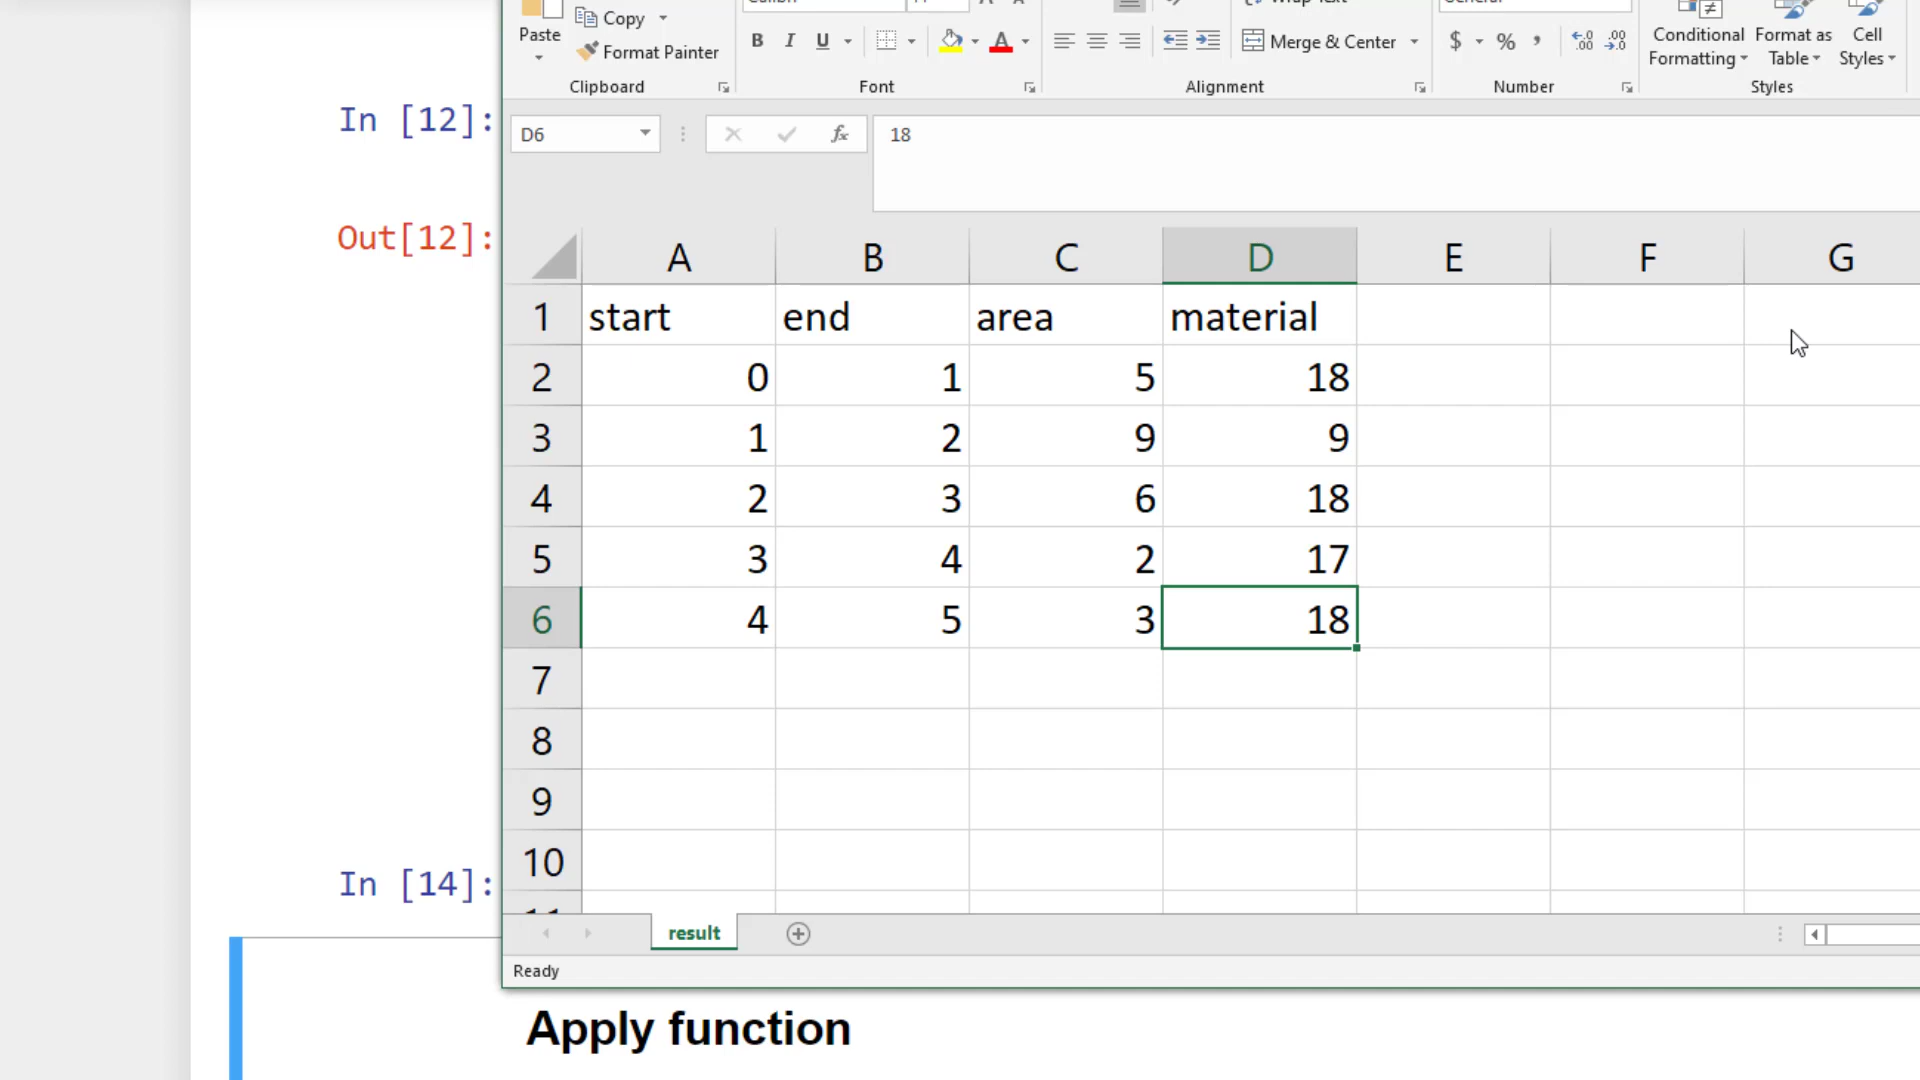 Copy
Paste
Format Painter
Clipboard
B I U
Font
Merge & Center
Alignment
$ % ,
Number
Conditional Formatting
Format as Table
Cell Styles
Styles
In [12]:
D6
fx
18
Out[12]:
A B C D E F G
1 start end area material
2 0 1 5 18
3 1 2 9 9
4 2 3 6 18
5 3 4 2 17
6 4 5 3 18
7
8
9
10
In [14]:
result
Ready
Apply function